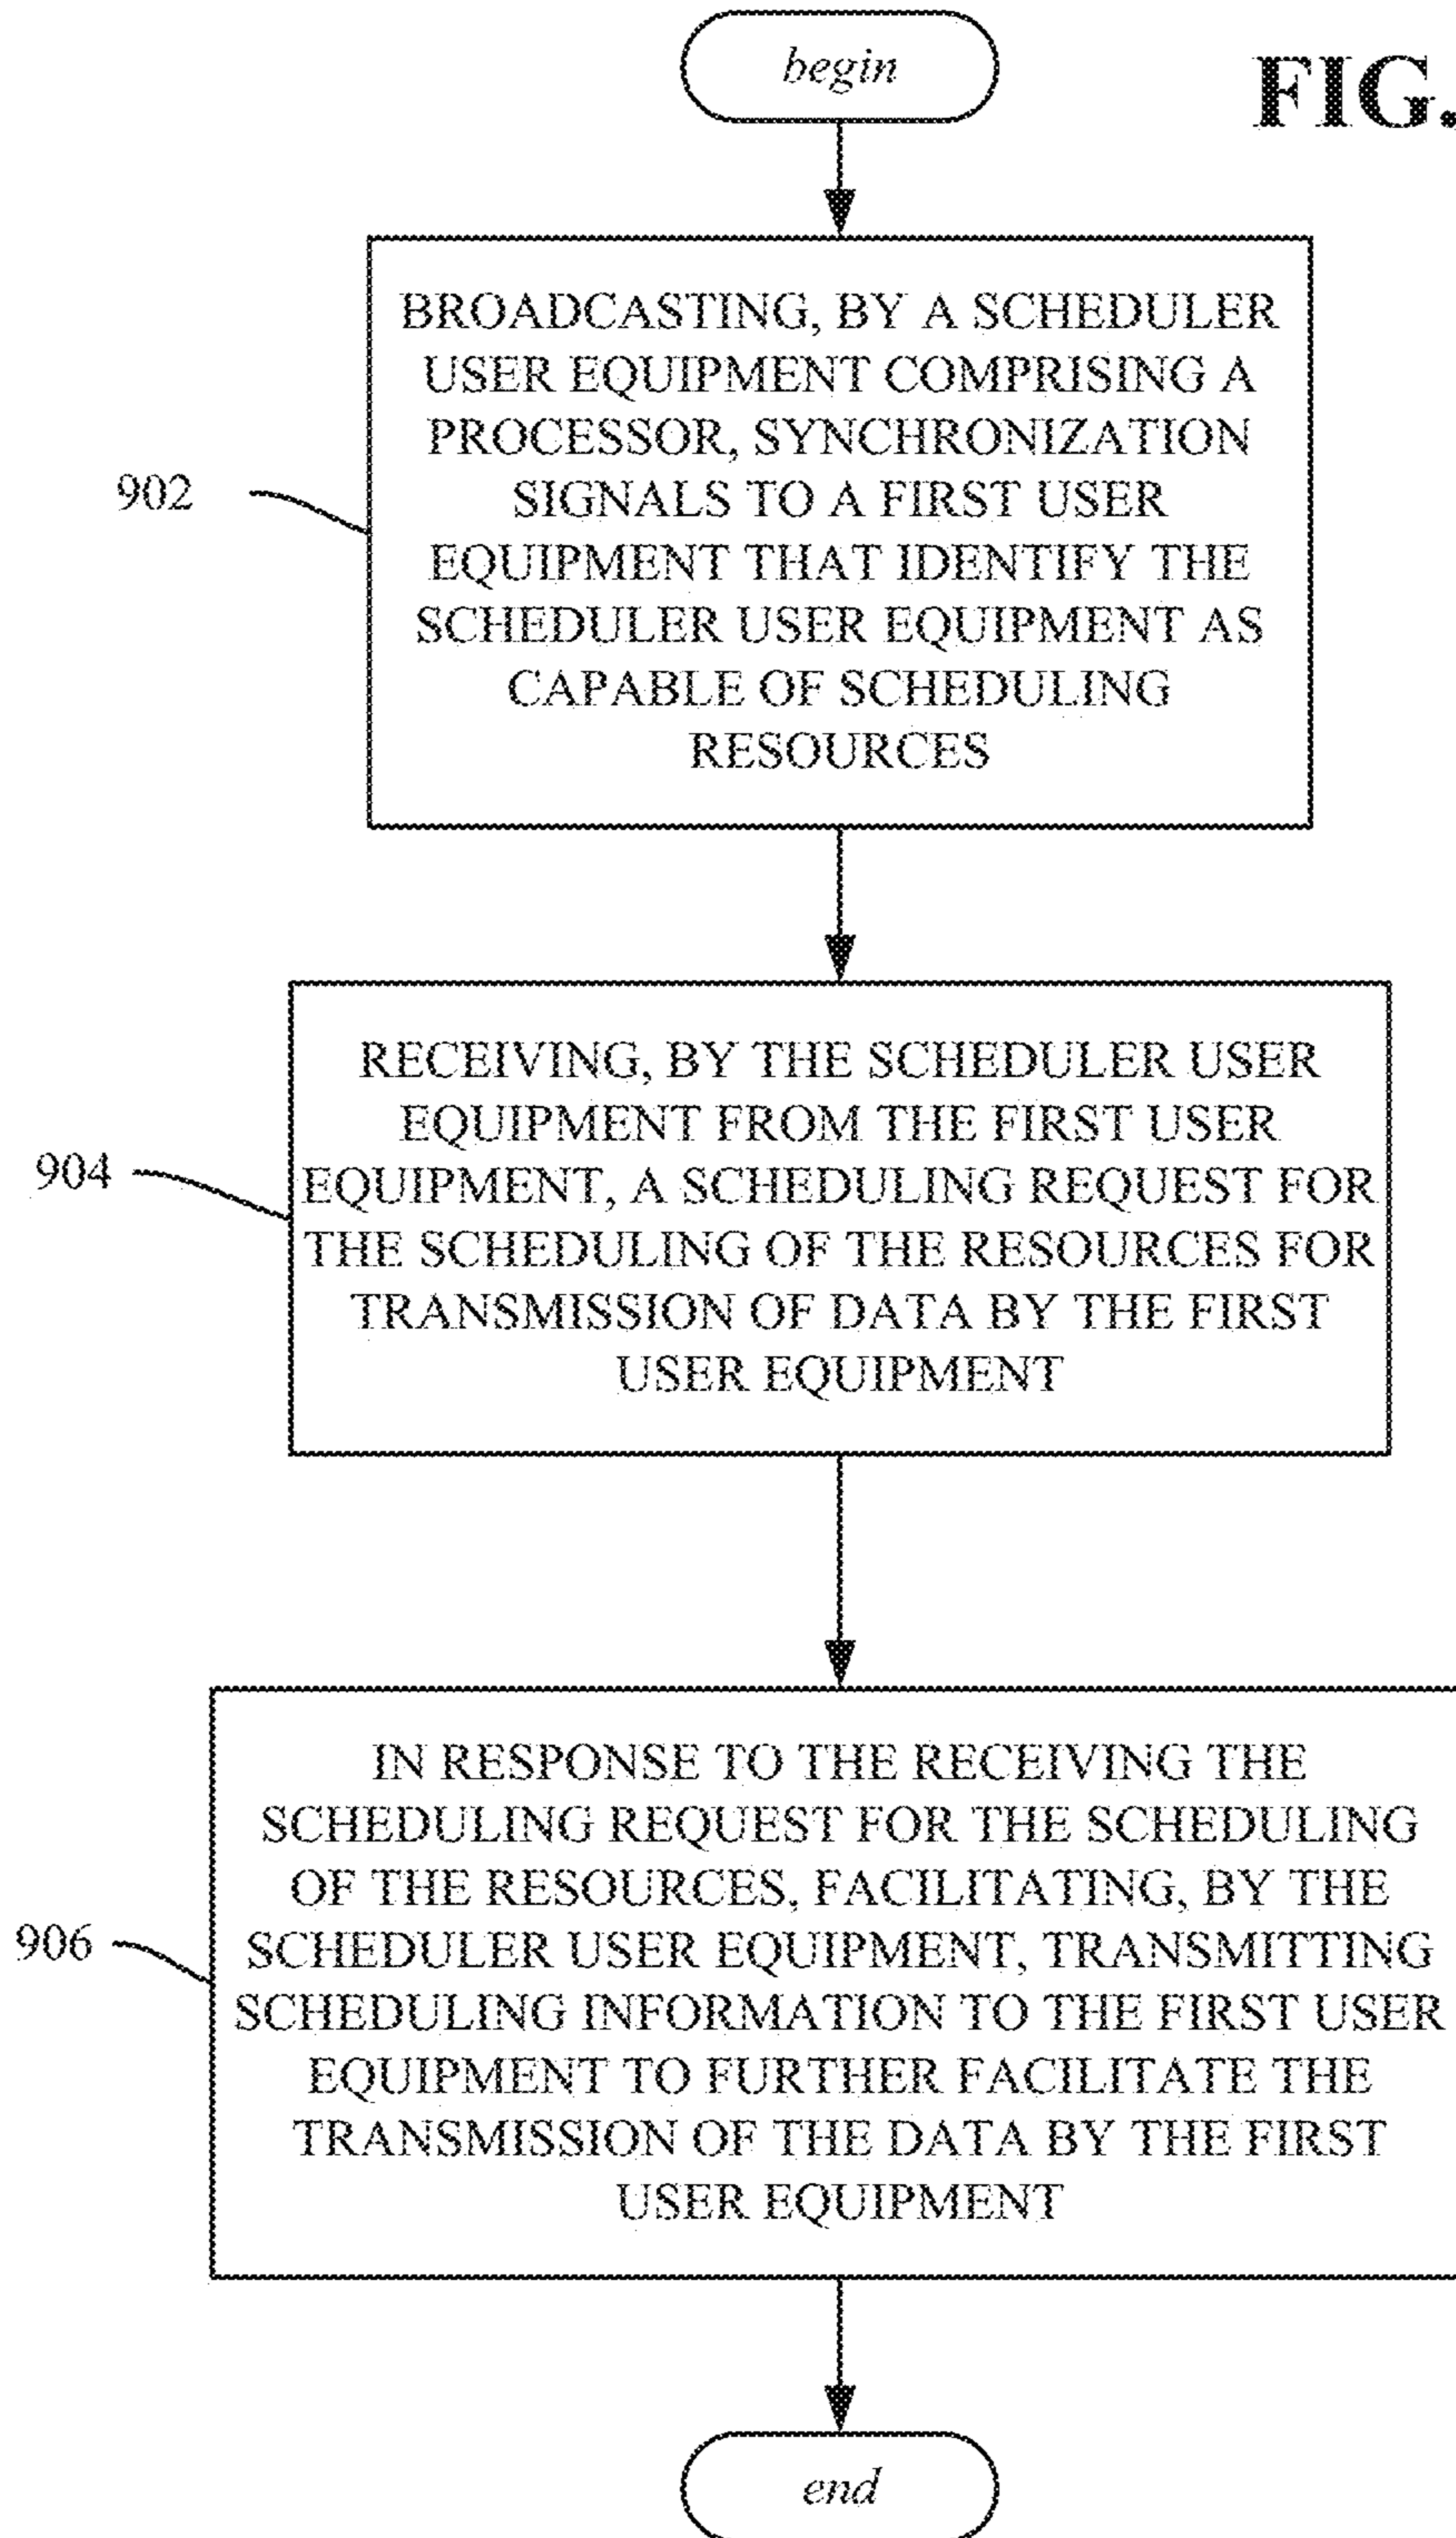 begin
FIG.
BROADCASTING, BY A SCHEDULER
USER EQUIPMENT COMPRISING A
PROCESSOR, SYNCHRONIZATION
SIGNALS TO A FIRST USER
EQUIPMENT THAT IDENTIFY THE
SCHEDULER USER EQUIPMENT AS
CAPABLE OF SCHEDULING
RESOURCES
902
RECEIVING, BY THE SCHEDULER USER
EQUIPMENT FROM THE FIRST USER
EQUIPMENT, A SCHEDULING REQUEST FOR
THE SCHEDULING OF THE RESOURCES FOR
TRANSMISSION OF DATA BY THE FIRST
USER EQUIPMENT
904
IN RESPONSE TO THE RECEIVING THE
SCHEDULING REQUEST FOR THE SCHEDULING
OF THE RESOURCES, FACILITATING, BY THE
SCHEDULER USER EQUIPMENT, TRANSMITTING
SCHEDULING INFORMATION TO THE FIRST USER
EQUIPMENT TO FURTHER FACILITATE THE
TRANSMISSION OF THE DATA BY THE FIRST
USER EQUIPMENT
906
end